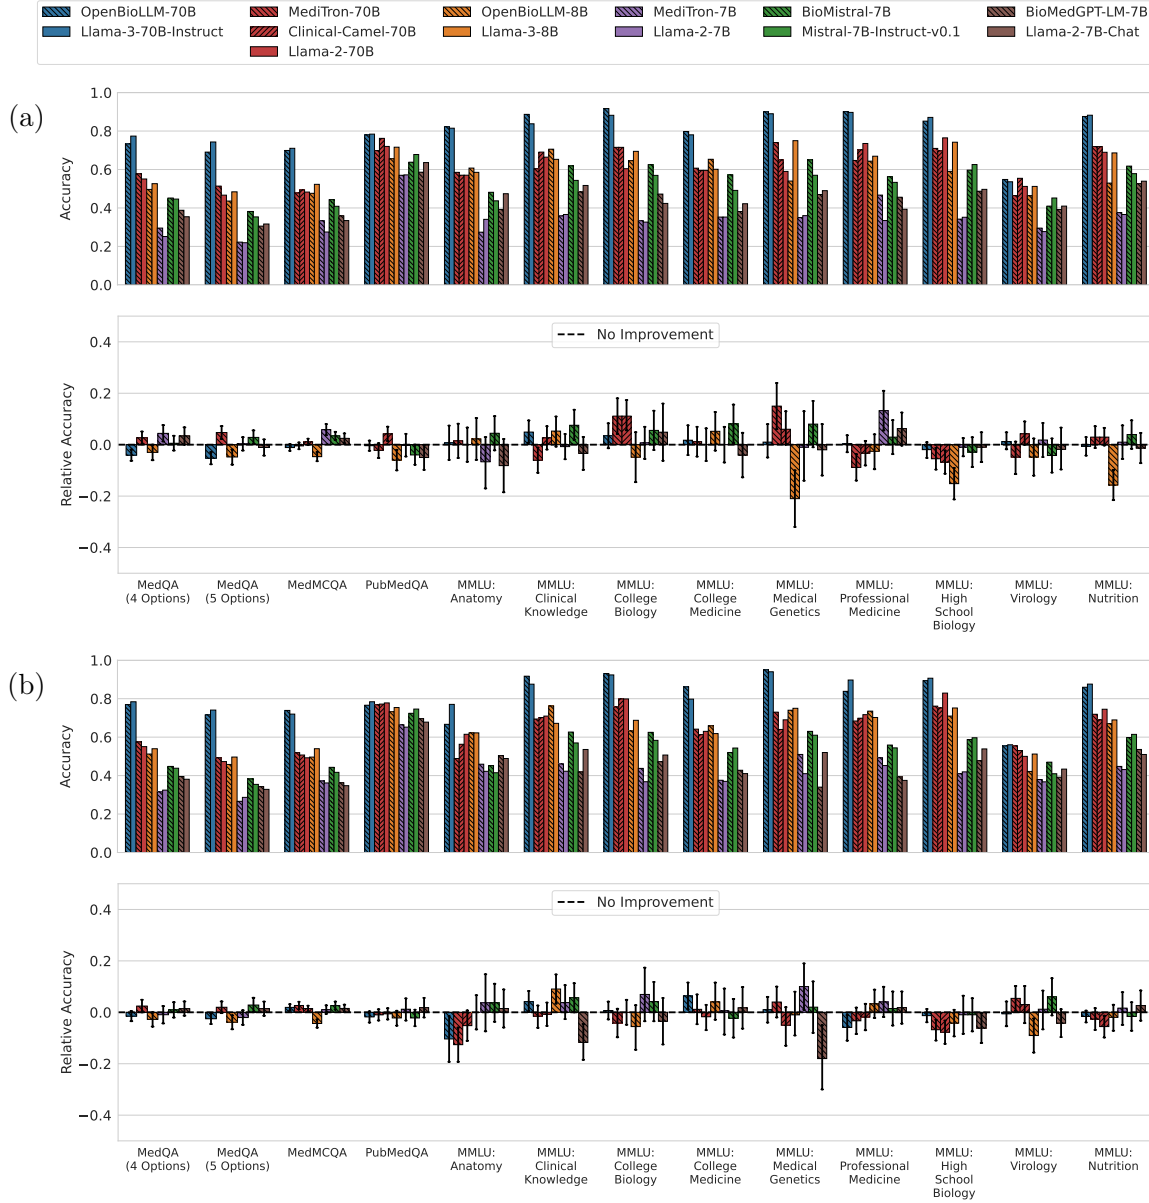 OpenBioLLM-70B MediTron-70B OpenBioLLM-8B MediTron-7B BioMistral-7B BioMedGPT-LM-7B
Llama-3-70B-Instruct Clinical-Camel-70B Llama-3-8B Llama-2-7B Mistral-7B-Instruct-v0.1 Llama-2-7B-Chat
Llama-2-70B
(a)
Accuracy
1.0
0.8
0.6
0.4
0.2
0.0
Relative Accuracy
No Improvement
0.4
0.2
0.0
−0.2
−0.4
MedQA MedQA MedMCQA PubMedQA MMLU: MMLU: MMLU: MMLU: MMLU: MMLU: MMLU: MMLU: MMLU:
(4 Options) (5 Options) Anatomy Clinical College College Medical Professional High Virology Nutrition
Knowledge Biology Medicine Genetics Medicine School
Biology
(b)
Accuracy
1.0
0.8
0.6
0.4
0.2
0.0
Relative Accuracy
No Improvement
0.4
0.2
0.0
−0.2
−0.4
MedQA MedQA MedMCQA PubMedQA MMLU: MMLU: MMLU: MMLU: MMLU: MMLU: MMLU: MMLU: MMLU:
(4 Options) (5 Options) Anatomy Clinical College College Medical Professional High Virology Nutrition
Knowledge Biology Medicine Genetics Medicine School
Biology